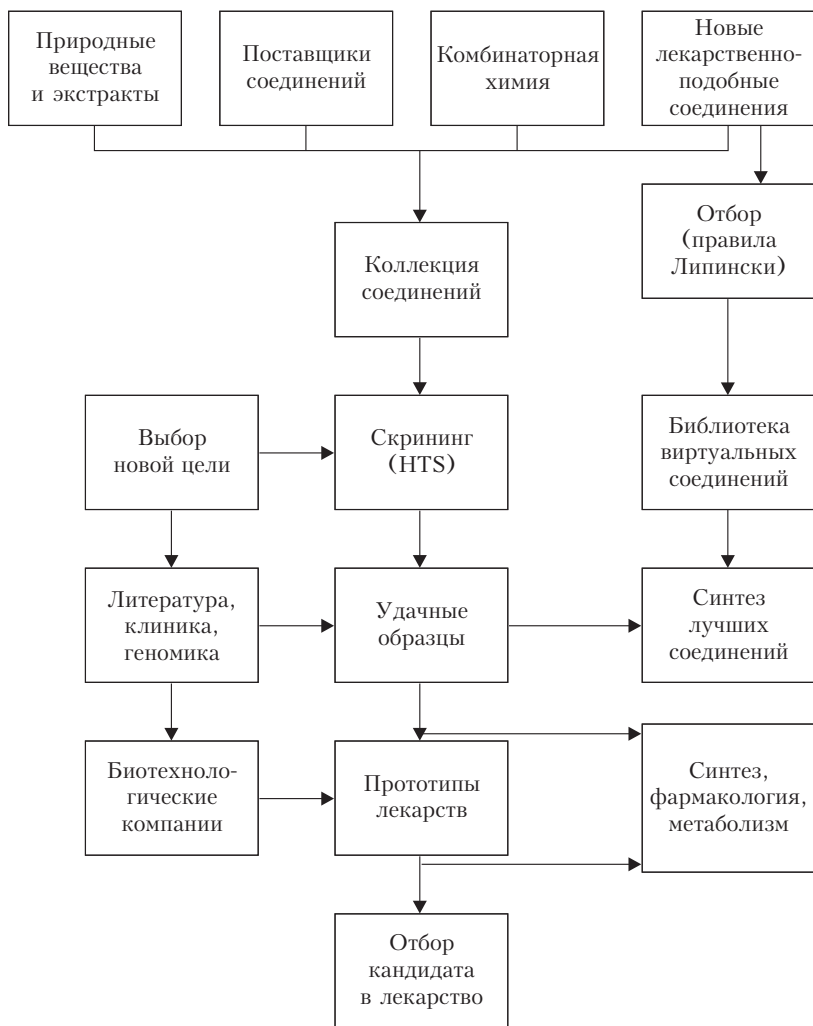 Природные
вещества
и экстракты
Поставщики
соединений
Комбинаторная
химия
Новые
лекарственно-
подобные
соединения
Отбор
(правила
Липински)
Коллекция
соединений
Выбор
новой цели
Скрининг
(HTS)
Библиотека
виртуальных
соединений
Литература,
клиника,
геномика
Удачные
образцы
Синтез
лучших
соединений
Биотехноло-
гические
компании
Прототипы
лекарств
Синтез,
фармакология,
метаболизм
Отбор
кандидата
в лекарство